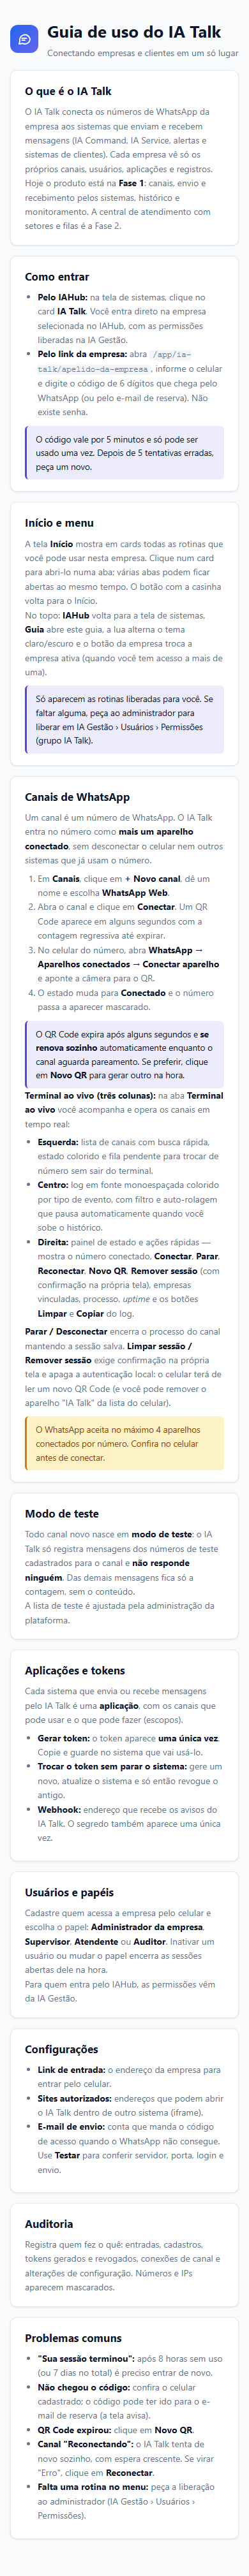 Guia de uso do IA Talk
Conectando empresas e clientes em um só lugar
O que é o IA Talk
O IA Talk conecta os números de WhatsApp da
empresa aos sistemas que enviam e recebem
mensagens (IA Command, IA Service, alertas e
sistemas de clientes). Cada empresa vê só os
próprios canais, usuários, aplicações e registros.
Hoje o produto está na Fase 1: canais, envio e
recebimento pelos sistemas, histórico e
monitoramento. A central de atendimento com
setores e filas é a Fase 2.
Como entrar
• Pelo IAHub: na tela de sistemas, clique no
card IA Talk. Você entra direto na empresa
selecionada no IAHub, com as permissões
liberadas na IA Gestão.
• Pelo link da empresa: abra /app/ia-
talk/apelido-da-empresa, informe o celular
e digite o código de 6 dígitos que chega pelo
WhatsApp (ou pelo e-mail de reserva). Não
existe senha.
O código vale por 5 minutos e só pode ser
usado uma vez. Depois de 5 tentativas erradas,
peça um novo.
Início e menu
A tela Início mostra em cards todas as rotinas que
você pode usar nesta empresa. Clique num card
para abri-lo numa aba; várias abas podem ficar
abertas ao mesmo tempo. O botão com a casinha
volta para o Início.
No topo: IAHub volta para a tela de sistemas,
Guia abre este guia, a lua alterna o tema
claro/escuro e o botão da empresa troca a
empresa ativa (quando você tem acesso a mais de
uma).
Só aparecem as rotinas liberadas para você. Se
faltar alguma, peça ao administrador para
liberar em IA Gestão › Usuários › Permissões
(grupo IA Talk).
Canais de WhatsApp
Um canal é um número de WhatsApp. O IA Talk
entra no número como mais um aparelho
conectado, sem desconectar o celular nem outros
sistemas que já usam o número.
1. Em Canais, clique em + Novo canal, dê um
nome e escolha WhatsApp Web.
2. Abra o canal e clique em Conectar. Um QR
Code aparece em alguns segundos com a
contagem regressiva até expirar.
3. No celular do número, abra WhatsApp →
Aparelhos conectados → Conectar aparelho
e aponte a câmera para o QR.
4. O estado muda para Conectado e o número
passa a aparecer mascarado.
O QR Code expira após alguns segundos e se
renova sozinho automaticamente enquanto o
canal aguarda pareamento. Se preferir, clique
em Novo QR para gerar outro na hora.
Terminal ao vivo (três colunas): na aba Terminal
ao vivo você acompanha e opera os canais em
tempo real:
• Esquerda: lista de canais com busca rápida,
estado colorido e fila pendente para trocar de
número sem sair do terminal.
• Centro: log em fonte monoespaçada colorido
por tipo de evento, com filtro e auto-rolagem
que pausa automaticamente quando você
sobe o histórico.
• Direita: painel de estado e ações rápidas —
mostra o número conectado, Conectar, Parar,
Reconectar, Novo QR, Remover sessão (com
confirmação na própria tela), empresas
vinculadas, processo, uptime e os botões
Limpar e Copiar do log.
Parar / Desconectar encerra o processo do canal
mantendo a sessão salva. Limpar sessão /
Remover sessão exige confirmação na própria
tela e apaga a autenticação local: o celular terá de
ler um novo QR Code (e você pode remover o
aparelho "IA Talk" da lista do celular).
O WhatsApp aceita no máximo 4 aparelhos
conectados por número. Confira no celular
antes de conectar.
Modo de teste
Todo canal novo nasce em modo de teste: o IA
Talk só registra mensagens dos números de teste
cadastrados para o canal e não responde
ninguém. Das demais mensagens fica só a
contagem, sem o conteúdo.
A lista de teste é ajustada pela administração da
plataforma.
Aplicações e tokens
Cada sistema que envia ou recebe mensagens
pelo IA Talk é uma aplicação, com os canais que
pode usar e o que pode fazer (escopos).
• Gerar token: o token aparece uma única vez.
Copie e guarde no sistema que vai usá-lo.
• Trocar o token sem parar o sistema: gere um
novo, atualize o sistema e só então revogue o
antigo.
• Webhook: endereço que recebe os avisos do
IA Talk. O segredo também aparece uma única
vez.
Usuários e papéis
Cadastre quem acessa a empresa pelo celular e
escolha o papel: Administrador da empresa,
Supervisor, Atendente ou Auditor. Inativar um
usuário ou mudar o papel encerra as sessões
abertas dele na hora.
Para quem entra pelo IAHub, as permissões vêm
da IA Gestão.
Configurações
• Link de entrada: o endereço da empresa para
entrar pelo celular.
• Sites autorizados: endereços que podem abrir
o IA Talk dentro de outro sistema (iframe).
• E-mail de envio: conta que manda o código
de acesso quando o WhatsApp não consegue.
Use Testar para conferir servidor, porta, login e
envio.
Auditoria
Registra quem fez o quê: entradas, cadastros,
tokens gerados e revogados, conexões de canal e
alterações de configuração. Números e IPs
aparecem mascarados.
Problemas comuns
• "Sua sessão terminou": após 8 horas sem uso
(ou 7 dias no total) é preciso entrar de novo.
• Não chegou o código: confira o celular
cadastrado; o código pode ter ido para o e-
mail de reserva (a tela avisa).
• QR Code expirou: clique em Novo QR.
• Canal "Reconectando": o IA Talk tenta de
novo sozinho, com espera crescente. Se virar
"Erro", clique em Reconectar.
• Falta uma rotina no menu: peça a liberação
ao administrador (IA Gestão › Usuários ›
Permissões).